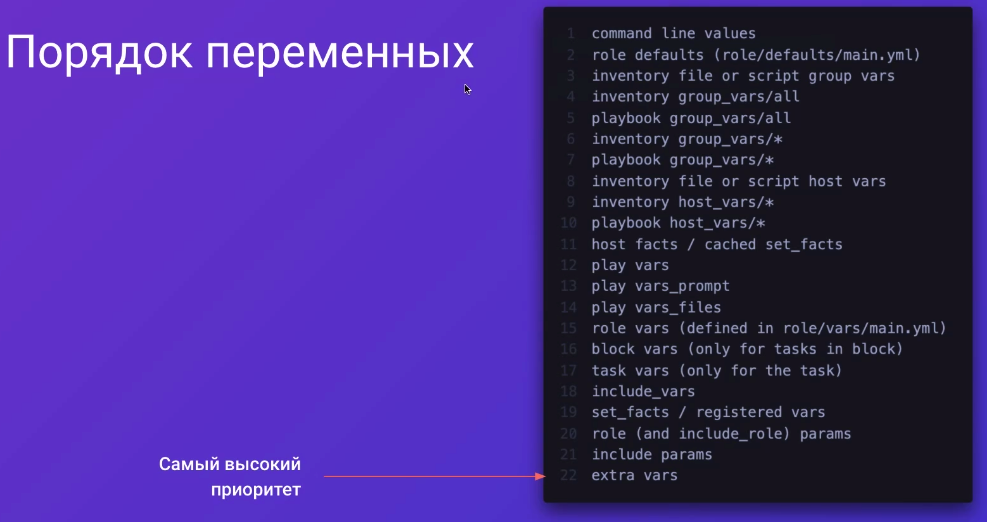 Порядок переменных
1 command line values
2 role defaults (role/defaults/main.yml)
3 inventory file or script group vars
4 inventory group_vars/all
5 playbook group_vars/all
6 inventory group_vars/*
7 playbook group_vars/*
8 inventory file or script host vars
9 inventory host_vars/*
10 playbook host_vars/*
11 host facts / cached set_facts
12 play vars
13 play vars_prompt
14 play vars_files
15 role vars (defined in role/vars/main.yml)
16 block vars (only for tasks in block)
17 task vars (only for the task)
18 include_vars
19 set_facts / registered vars
20 role (and include_role) params
21 include params
22 extra vars
Самый высокий
приоритет